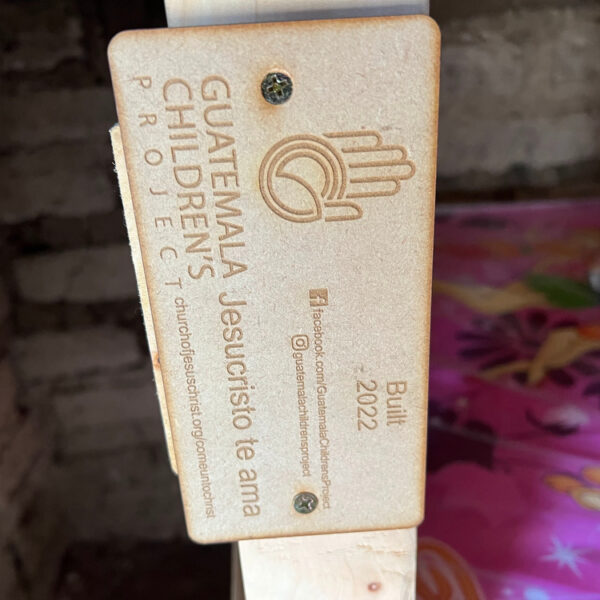 Built
- 2022
facebook.com/GuatemalaChildrensProject
guatemalachildrensproject
GUATEMALA
CHILDREN'S
PROJECT
Jesucristo te ama
churchofjesuschrist.org/comeuntochrist